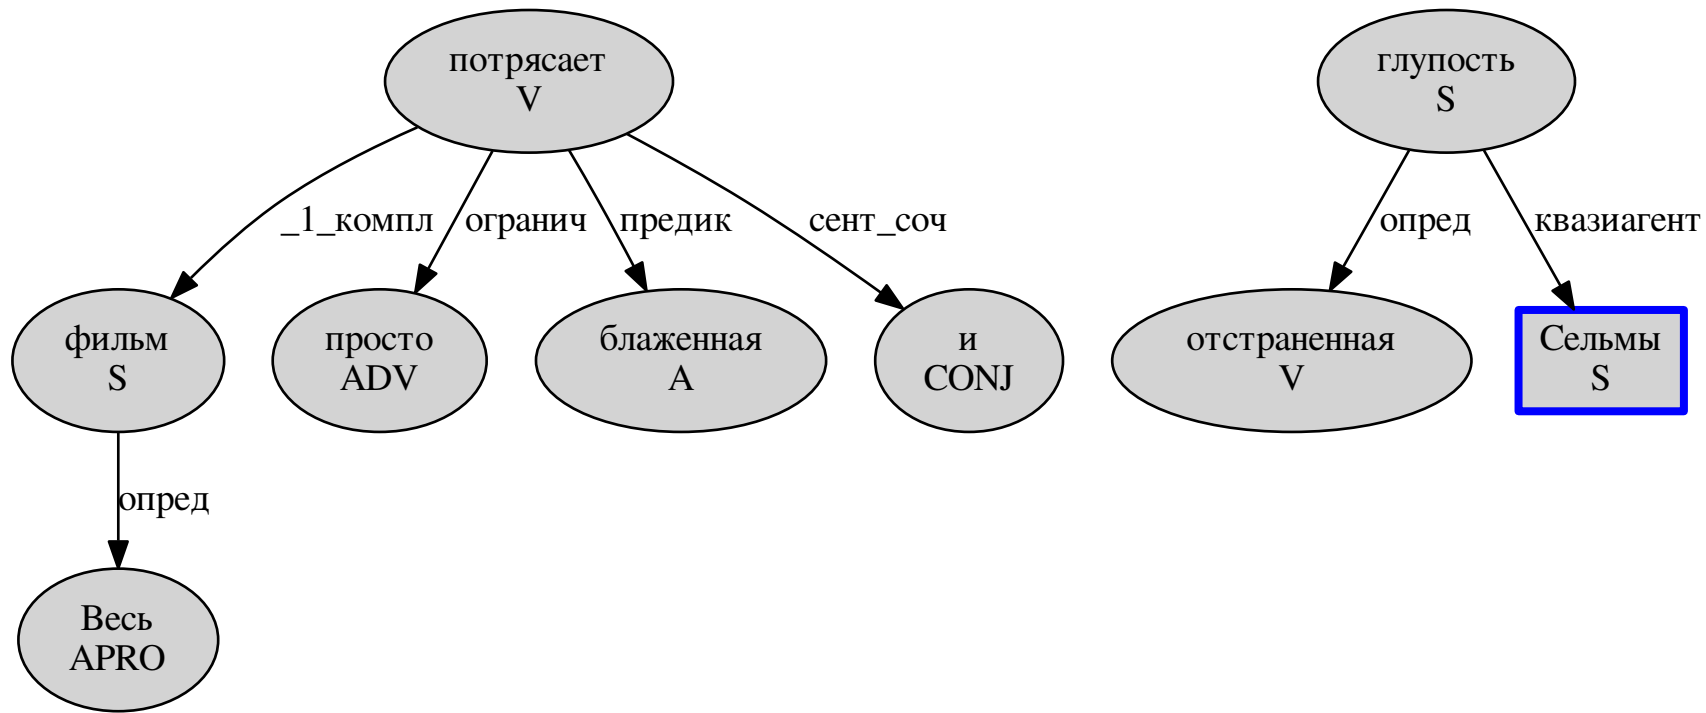 потрясает
V
глупость
S
_1_компл
огранич
предик
сент_соч
опред
квазиагент
фильм
S
просто
ADV
блаженная
A
и
CONJ
отстраненная
V
Сельмы
S
опред
Весь
APRO